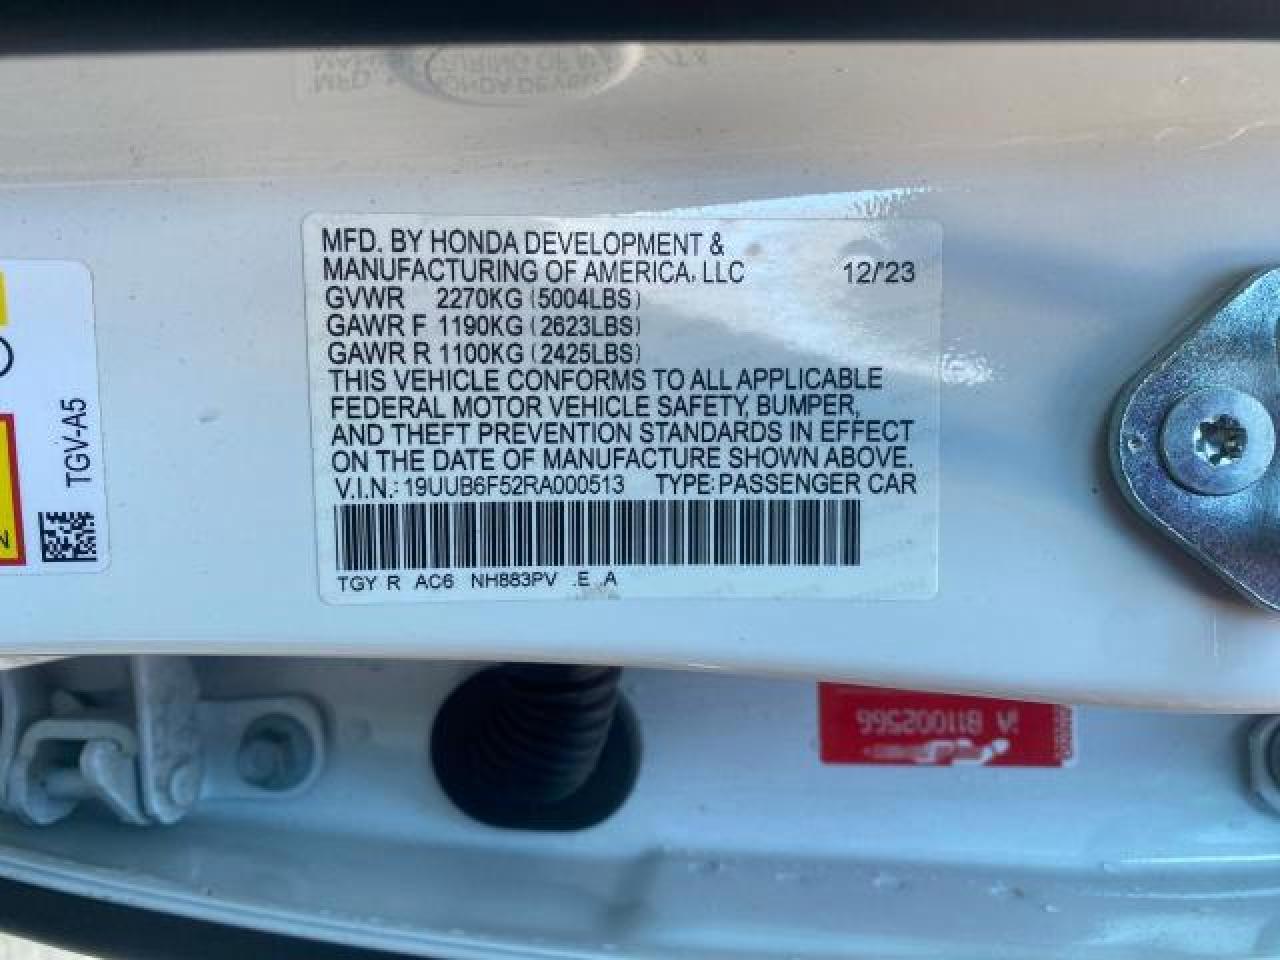 MFD. BY HONDA DEVELOPMENT &
MANUFACTURING OF AMERICA, LLC 12/'23
GVWR 2270KG (5004LBS)
GAWR F 1190KG (2623LBS)
GAWR R 1100KG (2425LBS)
THIS VEHICLE CONFORMS TO ALL APPLICABLE
FEDERAL MOTOR VEHICLE SAFETY, BUMPER,
AND THEFT PREVENTION STANDARDS IN EFFECT
ON THE DATE OF MANUFACTURE SHOWN ABOVE.
V.I.N.: 19UUB6F52RA000513 TYPE: PASSENGER CAR
TGY R AC6 NH883PV .E .A
TGV-A5
N